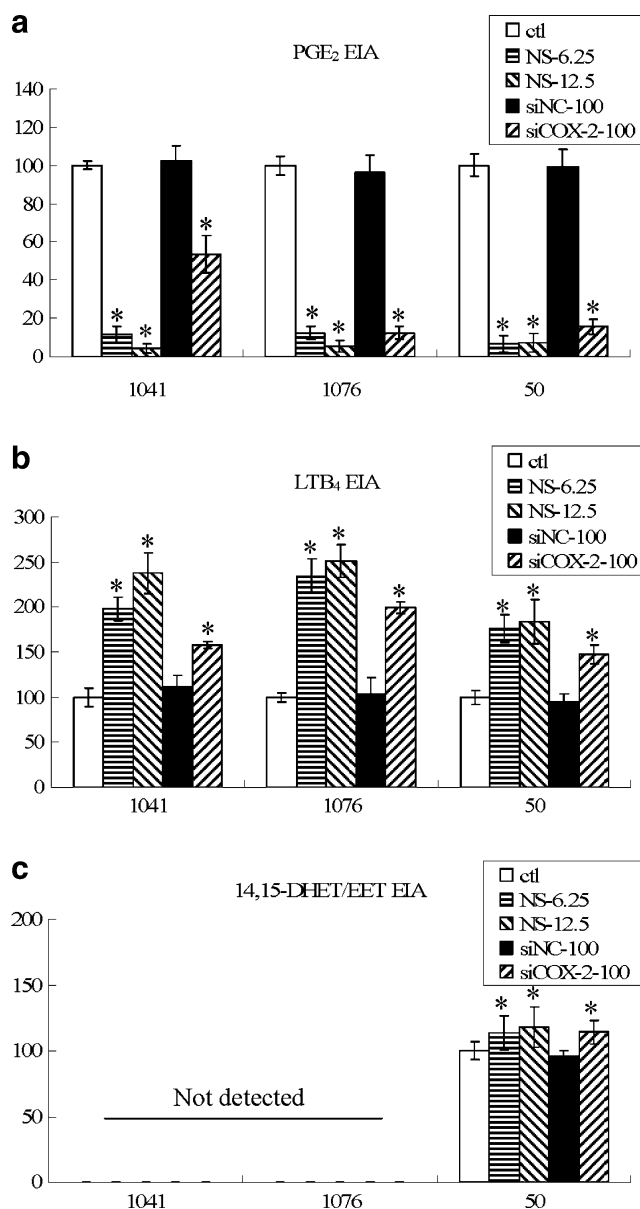 a
PGE₂ EIA
ctl
NS-6.25
NS-12.5
siNC-100
siCOX-2-100
140
120
100
80
60
40
20
0
* * * * * * * * *
1041 1076 50
b
LTB₄ EIA
ctl
NS-6.25
NS-12.5
siNC-100
siCOX-2-100
300
250
200
150
100
50
0
* * * * * * * * *
1041 1076 50
c
14,15-DHET/EET EIA
ctl
NS-6.25
NS-12.5
siNC-100
siCOX-2-100
200
150
100
50
0
Not detected
* * *
1041 1076 50